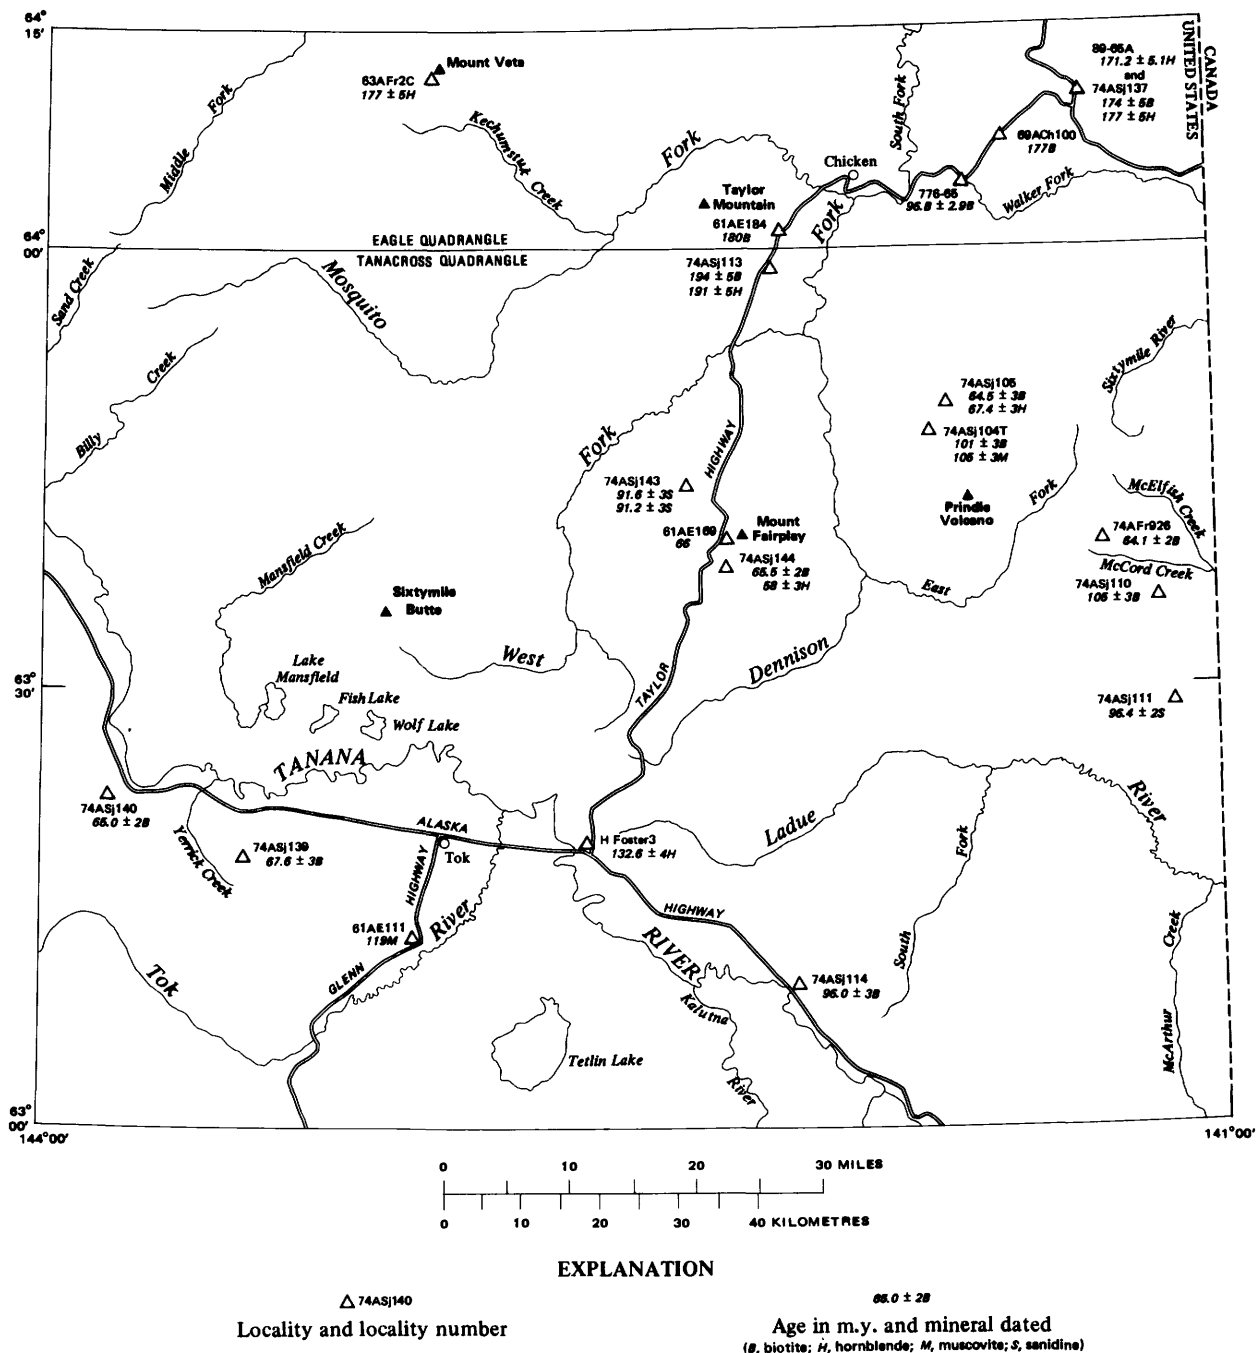 64°
15'
63AFr2C
177 ± 5H
Mount Veta
Fork
Middle
Kechumstuk
Creek
Fork
South Fork
89-65A
171.2 ± 5.1H
and
74ASj137
174 ± 5B
177 ± 5H
UNITED STATES
CANADA
69ACh100
177B
Chicken
776-65
Walker Fork
Taylor
Mountain
61AE184
180B
Fork
64°
00'
EAGLE QUADRANGLE
TANACROSS QUADRANGLE
74ASj113
194 ± 5B
191 ± 5H
Sand Creek
Mosquito
Billy
Creek
Sixtymile River
74ASj105
64.5 ± 3B
67.4 ± 3H
74ASj104T
101 ± 3B
105 ± 3M
Fork
HIGHWAY
74ASj143
91.6 ± 3S
91.2 ± 3S
Prindle
Volcano
Fork
McElfish Creek
61AE169
66
Mount
Fairplay
74ASj144
65.5 ± 2B
58 ± 3H
74AFr926
64.1 ± 2B
McCord Creek
74ASj110
105 ± 3B
East
Mansfield Creek
Sixtymile
Butte
West
Dennison
63°
30'
Lake
Mansfield
Fish Lake
Wolf Lake
TAYLOR
74ASj111
96.4 ± 2S
TANANA
74ASj140
65.0 ± 2B
Yerrick Creek
74ASj139
67.6 ± 3B
ALASKA
Tok
H Foster3
132.6 ± 4H
Ladue
River
Fork
HIGHWAY
River
61AE111
119M
GLENN
HIGHWAY
RIVER
South
Creek
Tok
74ASj114
96.0 ± 3B
Kalutna
River
Tetlin Lake
McArthur
63°
00'
144°00'
141°00'
0 10 20 30 MILES
0 10 20 30 40 KILOMETRES
EXPLANATION
74ASj140
65.0 ± 2B
Locality and locality number
Age in m.y. and mineral dated
(B, biotite; H, hornblende; M, muscovite; S, sanidine)